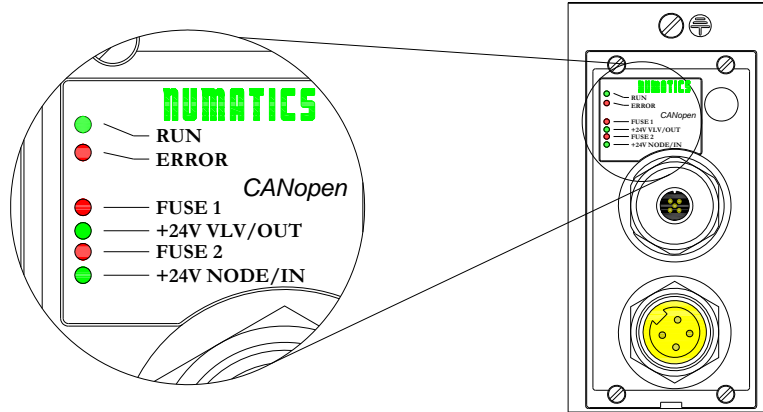 NUMATICS
RUN
ERROR
CANopen
FUSE 1
+24V VLV/OUT
FUSE 2
+24V NODE/IN
NUMATICS
RUN
ERROR
CANopen
FUSE 1
+24V VLV/OUT
FUSE 2
+24V NODE/IN